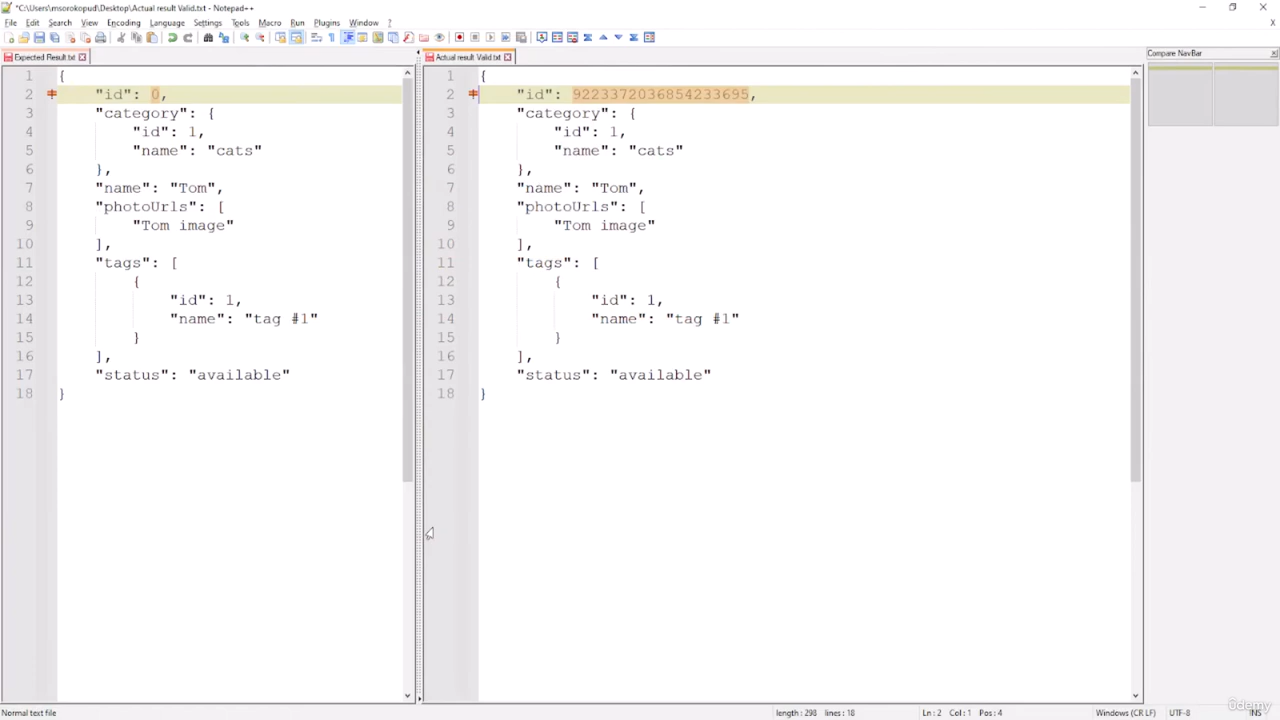 *C:\Users\msorokopud\Desktop\Actual result Valid.txt - Notepad++
File Edit Search View Encoding Language Settings Tools Macro Run Plugins Window ?
X
Expected Result.txt
Actual result Valid.txt
Compare NavBar
1 {
2 "id": 0,
3 "category": {
4 "id": 1,
5 "name": "cats"
6 },
7 "name": "Tom",
8 "photoUrls": [
9 "Tom image"
10 ],
11 "tags": [
12 {
13 "id": 1,
14 "name": "tag #1"
15 }
16 ],
17 "status": "available"
18 }
1 {
2 "id": 9223372036854233695,
3 "category": {
4 "id": 1,
5 "name": "cats"
6 },
7 "name": "Tom",
8 "photoUrls": [
9 "Tom image"
10 ],
11 "tags": [
12 {
13 "id": 1,
14 "name": "tag #1"
15 }
16 ],
17 "status": "available"
18 }
Normal text file
length : 298 lines : 18
Ln : 2 Col : 1 Pos : 4
Windows (CR LF)
UTF-8
INS
ûdemy